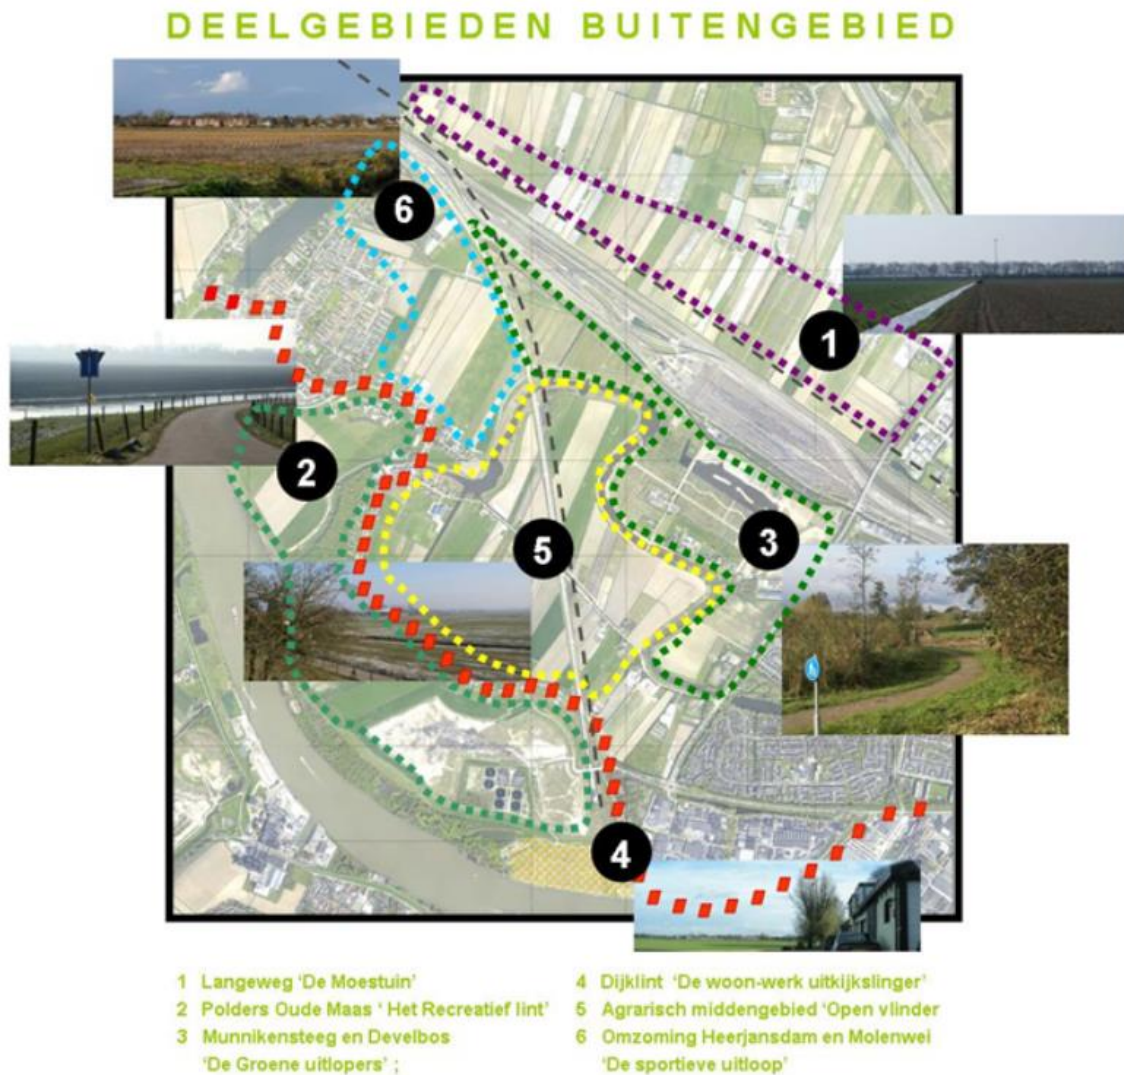 DEELGEBIEDEN BUITENGEBIED
6
1
2
5
3
4
1 Langeweg ‘De Moestuin’
2 Polders Oude Maas ‘ Het Recreatief lint’
3 Munnikensteeg en Develbos
‘De Groene uitlopers’ ;
4 Dijklint ‘De woon-werk uitkijkslinger’
5 Agrarisch middengebied ‘Open vlinder
6 Omzoming Heerjansdam en Molenwei
‘De sportieve uitloop’